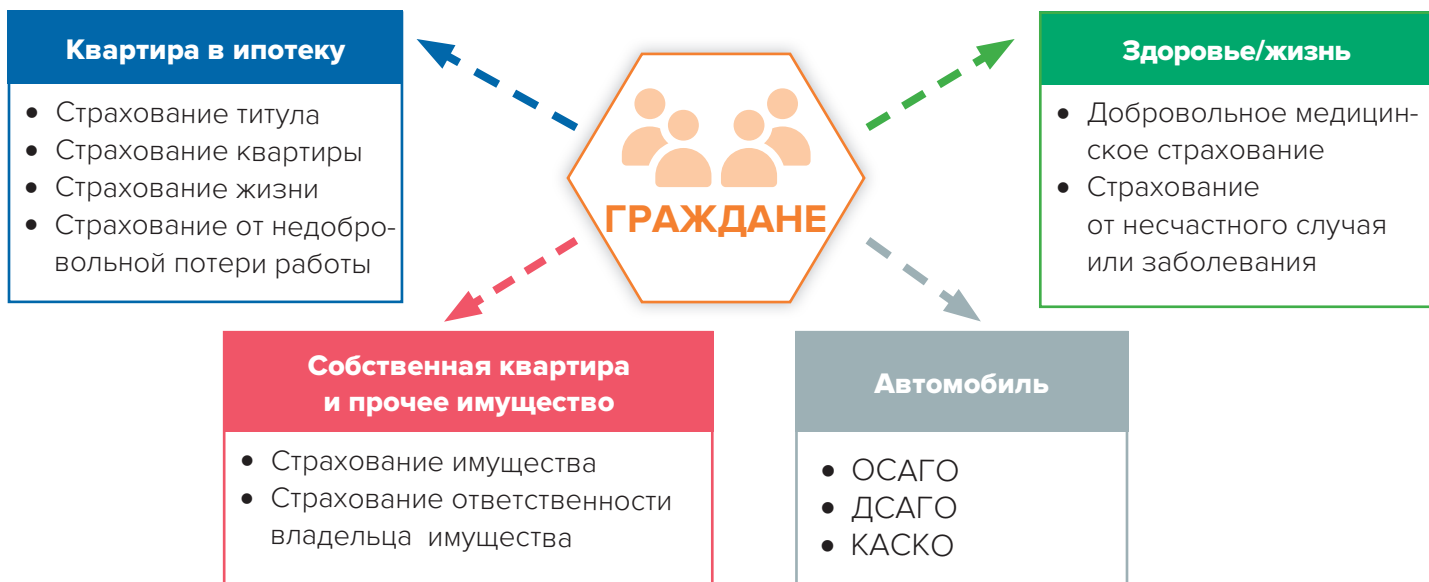 Квартира в ипотеку
• Страхование титула
• Страхование квартиры
• Страхование жизни
• Страхование от недобро-
вольной потери работы
ГРАЖДАНЕ
Здоровье/жизнь
• Добровольное медицин-
ское страхование
• Страхование
от несчастного случая
или заболевания
Собственная квартира
и прочее имущество
• Страхование имущества
• Страхование ответственности
владельца имущества
Автомобиль
• ОСАГО
• ДСАГО
• КАСКО